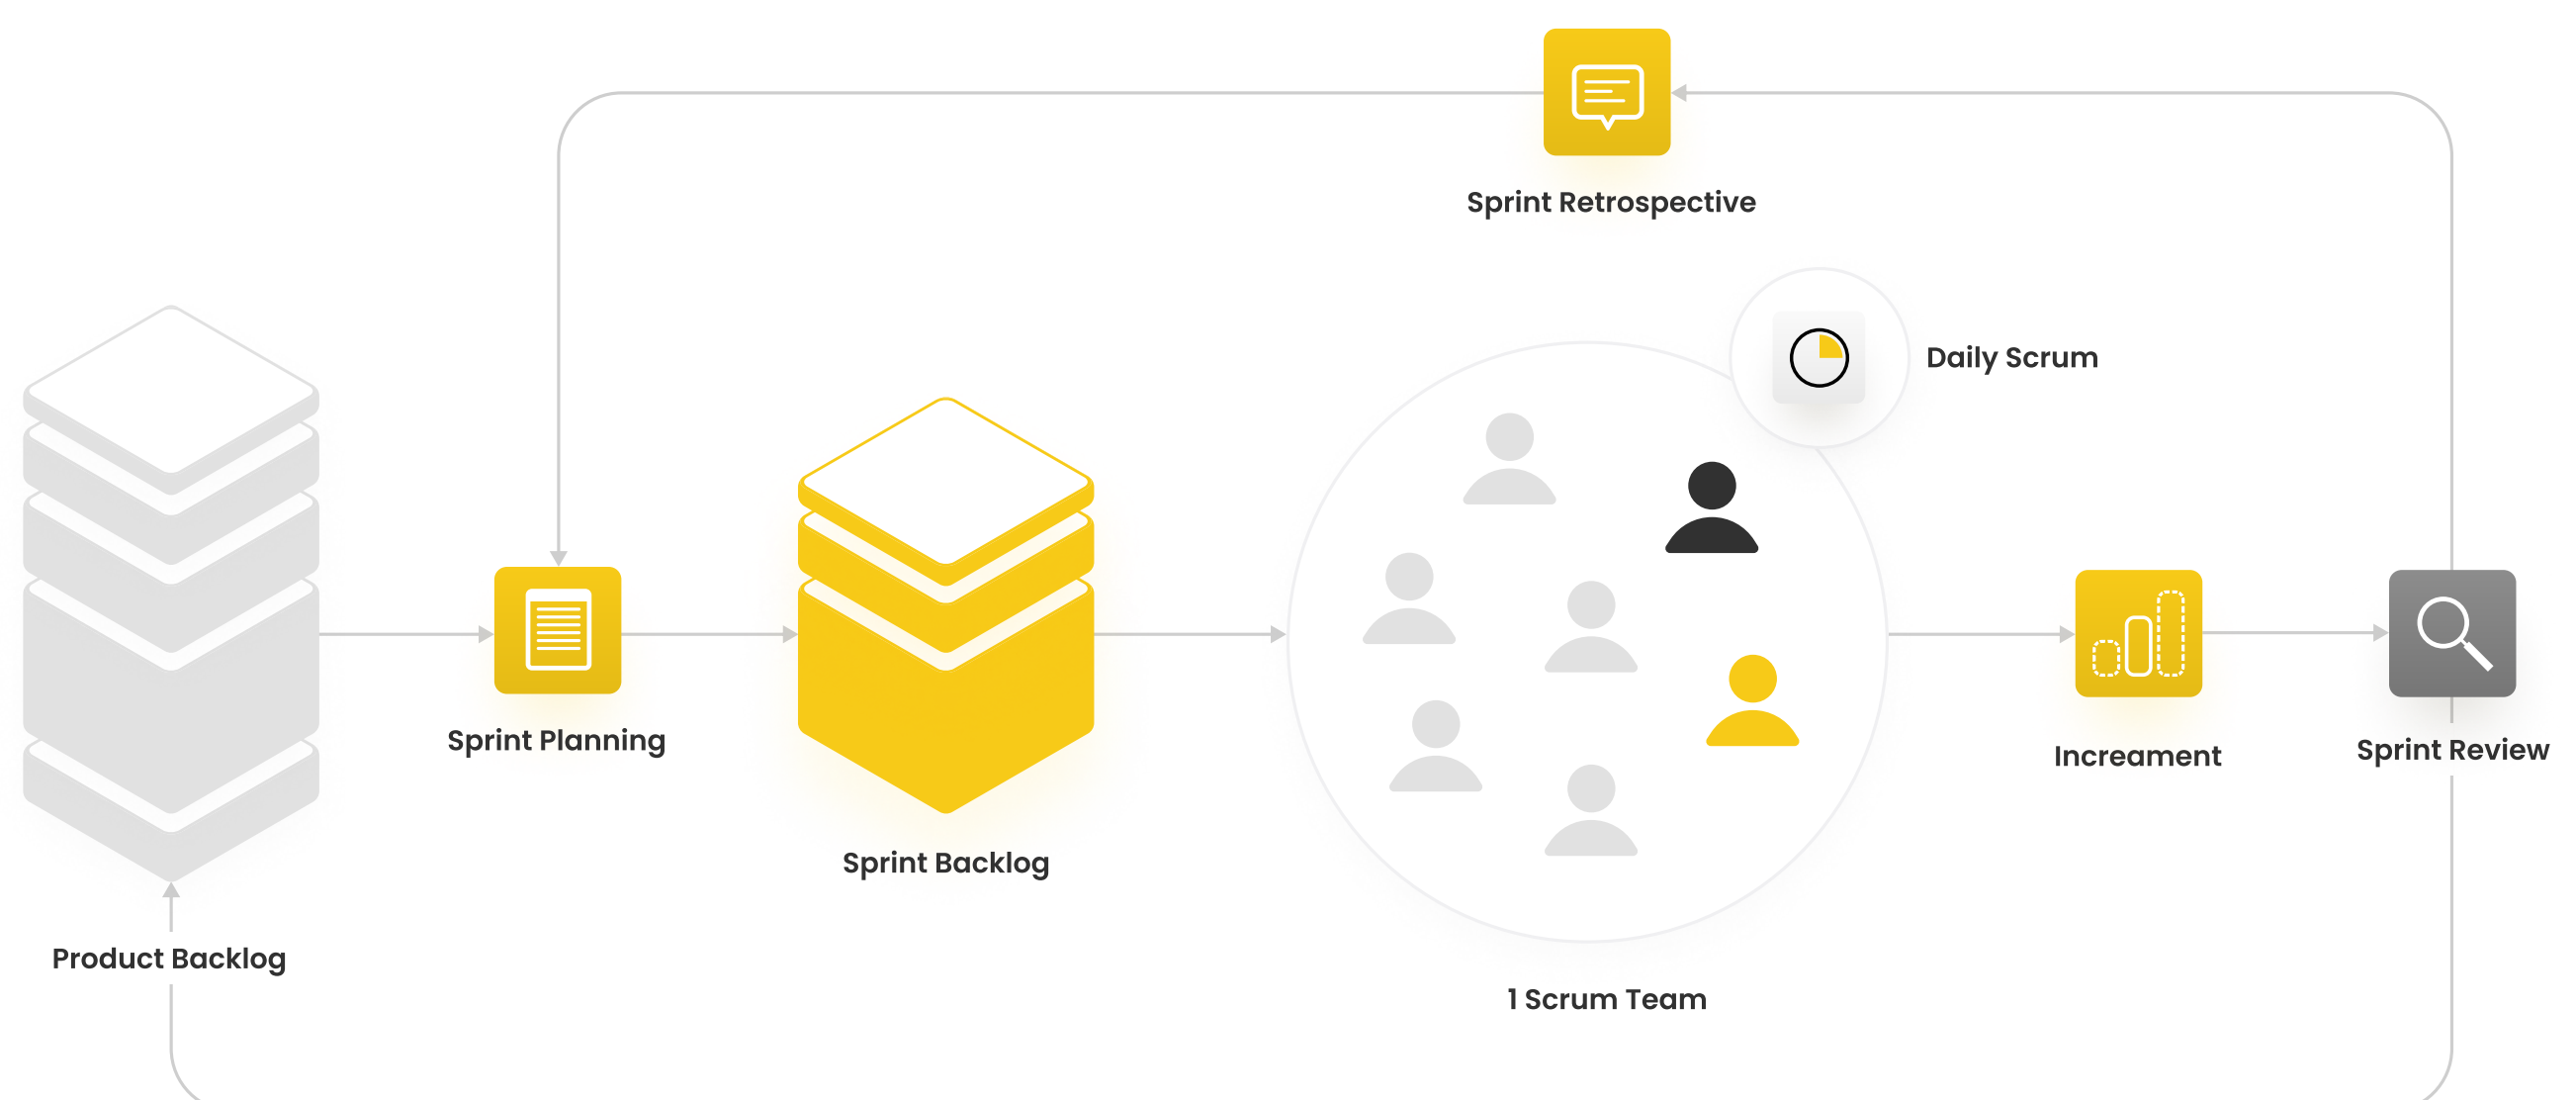 Sprint Retrospective
Daily Scrum
Sprint Planning
Sprint Backlog
Increament
Sprint Review
Product Backlog
1 Scrum Team